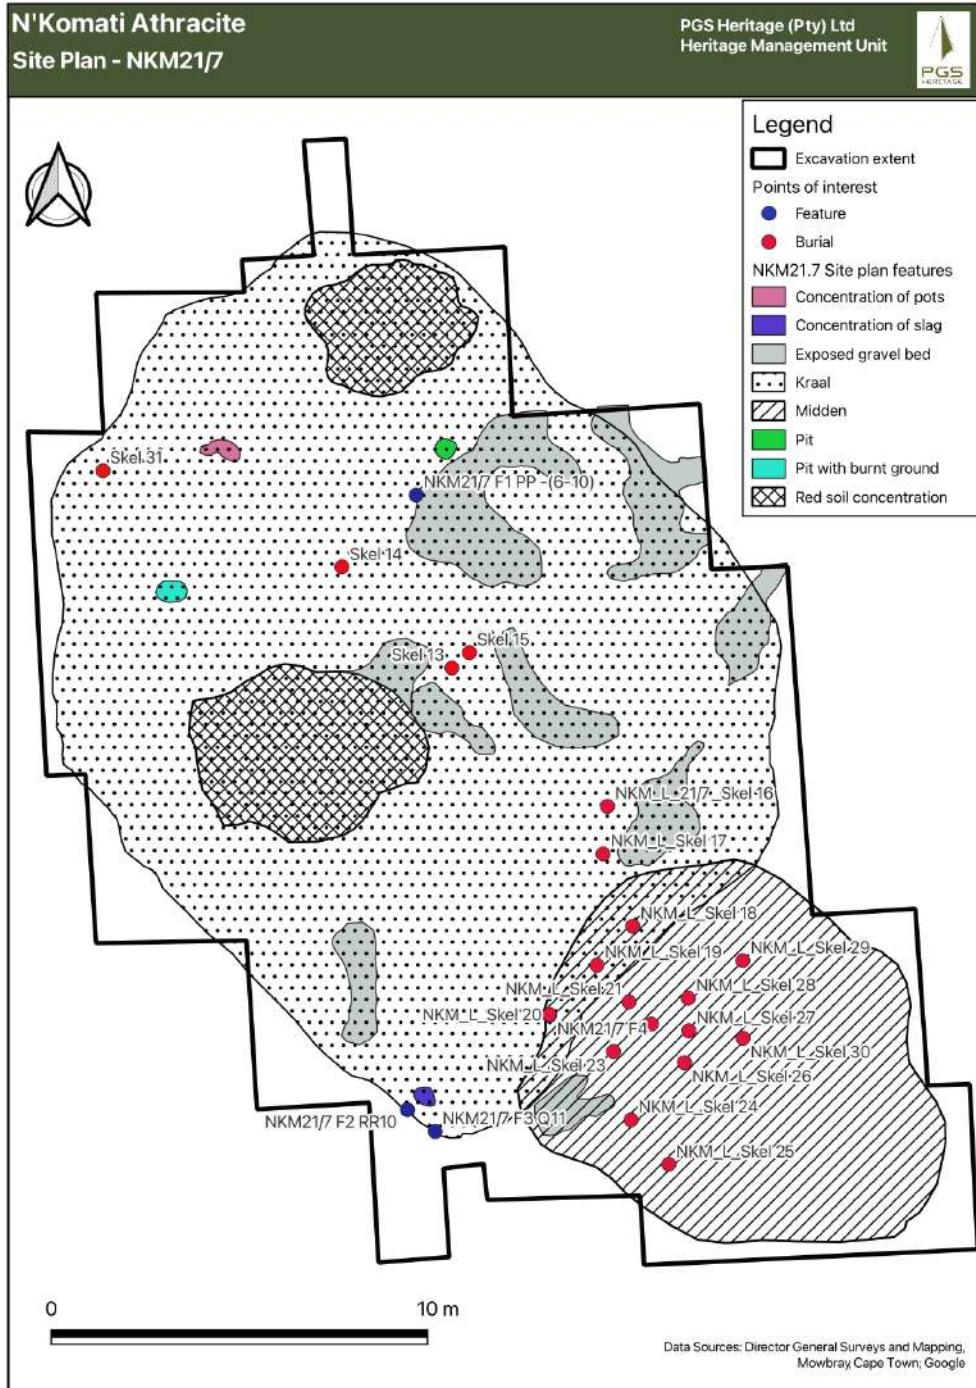 N'Komati Athracite
Site Plan - NKM21/7
PGS Heritage (Pty) Ltd
Heritage Management Unit
PGS
HERITAGE
Legend
Excavation extent
Points of interest
Feature
Burial
NKM21.7 Site plan features
Concentration of pots
Concentration of slag
Exposed gravel bed
Kraal
Midden
Pit
Pit with burnt ground
Red soil concentration
Skel 31
NKM21/7 F1 PP -(6-10)
Skel 14
Skel 15
Skel 13
NKM_L_21/7_Skel 16
NKM_L_Skel 17
NKM_L_Skel 18
NKM_L_Skel 19
NKM_L_Skel 29
NKM_L_Skel 21
NKM_L_Skel 28
NKM_L_Skel 20
NKM21/7 F4
NKM_L_Skel 27
NKM_L_Skel 30
NKM_L_Skel 23
NKM_L_Skel 26
NKM_L_Skel 24
NKM21/7 F2 RR10
NKM21/7 F3 Q11
NKM_L_Skel 25
0
10 m
Data Sources: Director General Surveys and Mapping,
Mowbray, Cape Town; Google